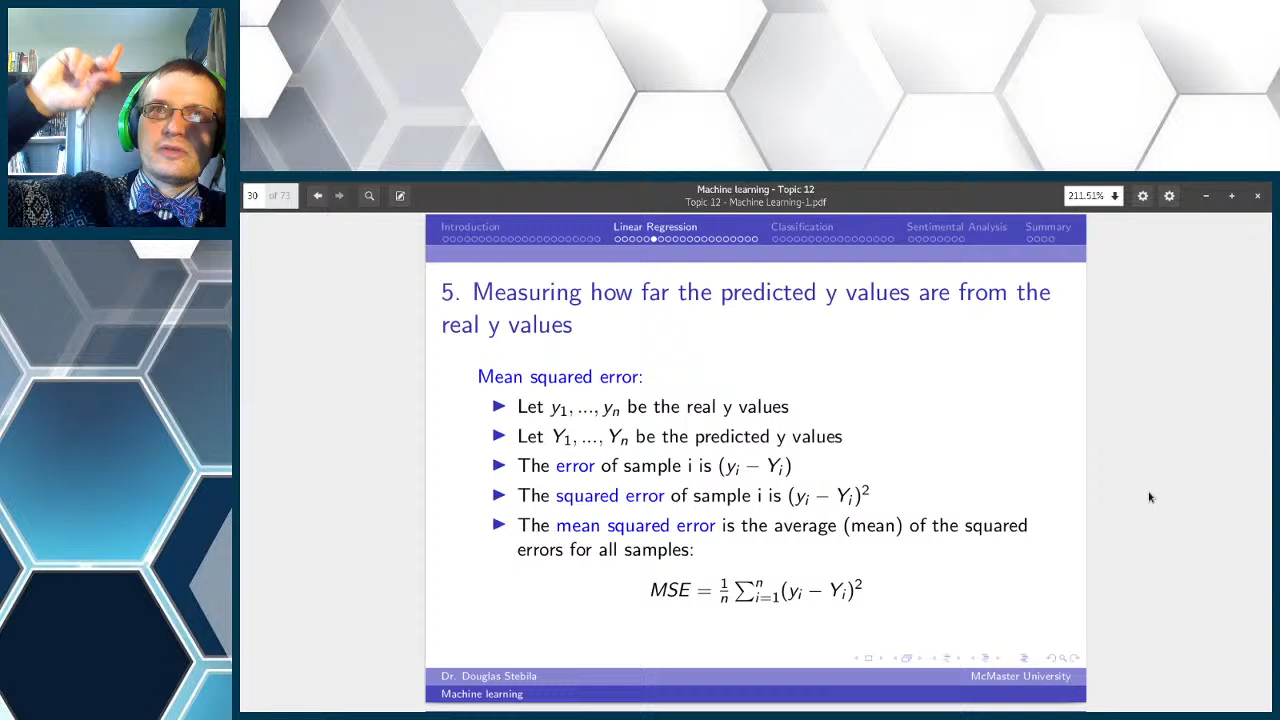 30 of 73
Machine learning - Topic 12
Topic 12 - Machine Learning-1.pdf
211.51%
Introduction Linear Regression Classification Sentimental Analysis Summary
5. Measuring how far the predicted y values are from the
real y values
Mean squared error:
Let y₁, ..., yₙ be the real y values
Let Y₁, ..., Yₙ be the predicted y values
The error of sample i is (yᵢ − Yᵢ)
The squared error of sample i is (yᵢ − Yᵢ)²
The mean squared error is the average (mean) of the squared
errors for all samples:
MSE = 1/n ∑ⁿᵢ₌₁(yᵢ − Yᵢ)²
Dr. Douglas Stebila McMaster University
Machine learning